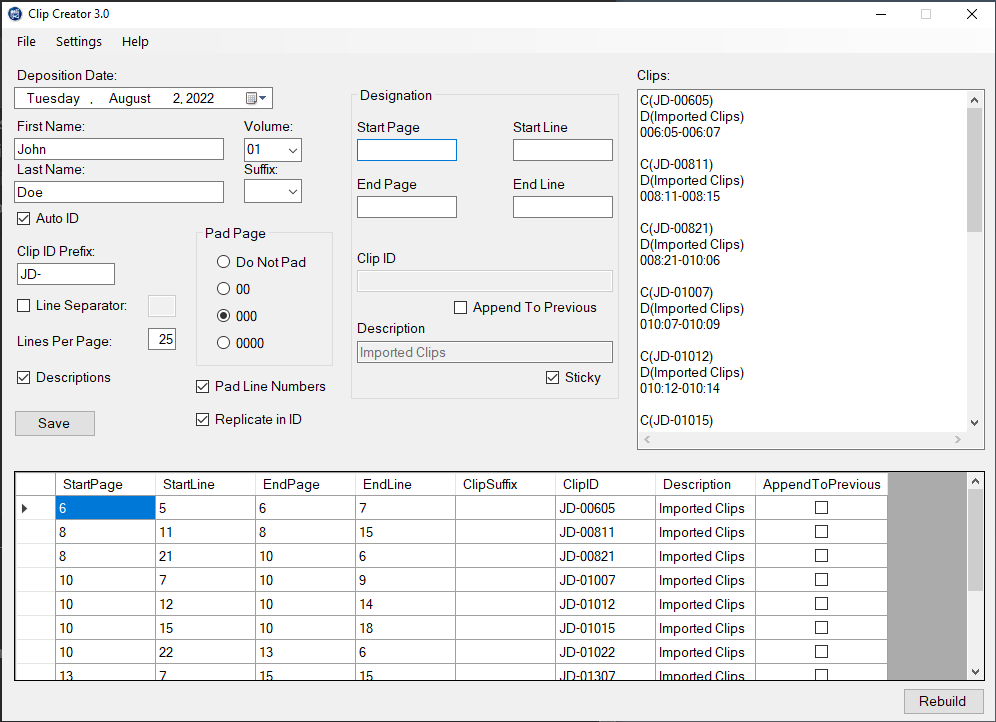 Clip Creator 3.0
File Settings Help
Deposition Date:
Tuesday , August 2, 2022
First Name:
John
Volume:
01
Last Name:
Doe
Suffix:
Auto ID
Clip ID Prefix:
JD-
Line Separator:
Lines Per Page: 25
Descriptions
Save
Pad Page
Do Not Pad
00
000
0000
Pad Line Numbers
Replicate in ID
Designation
Start Page Start Line
End Page End Line
Clip ID
Append To Previous
Description
Imported Clips
Sticky
Clips:
C(JD-00605)
D(Imported Clips)
006:05-006:07
C(JD-00811)
D(Imported Clips)
008:11-008:15
C(JD-00821)
D(Imported Clips)
008:21-010:06
C(JD-01007)
D(Imported Clips)
010:07-010:09
C(JD-01012)
D(Imported Clips)
010:12-010:14
C(JD-01015)
StartPage StartLine EndPage EndLine ClipSuffix ClipID Description AppendToPrevious
6 5 6 7 JD-00605 Imported Clips
8 11 8 15 JD-00811 Imported Clips
8 21 10 6 JD-00821 Imported Clips
10 7 10 9 JD-01007 Imported Clips
10 12 10 14 JD-01012 Imported Clips
10 15 10 18 JD-01015 Imported Clips
10 22 13 6 JD-01022 Imported Clips
13 7 15 15 JD-01307 Imported Clips
Rebuild